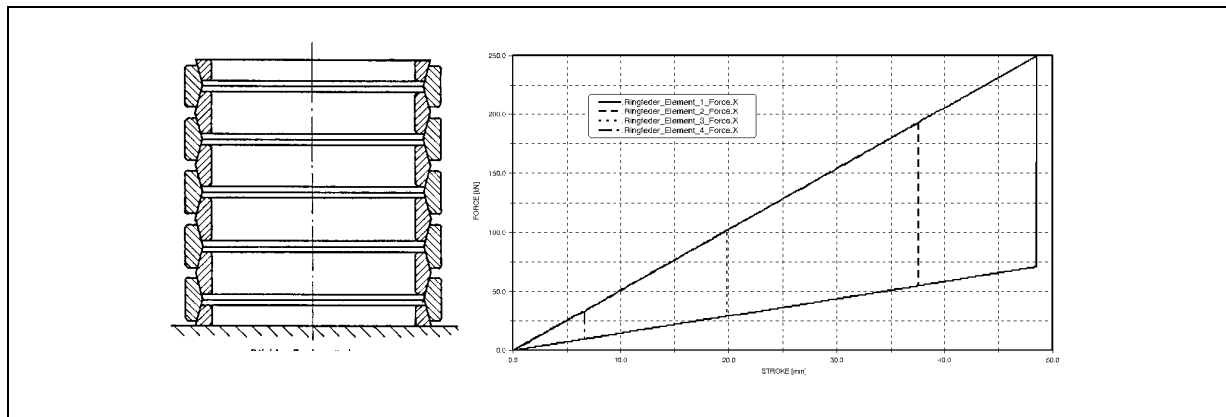 250.0
200.0
150.0
100.0
50.0
0.0
FORCE [kN]
Ringfeder_Element_1_Force.X
Ringfeder_Element_2_Force.X
Ringfeder_Element_3_Force.X
Ringfeder_Element_4_Force.X
0.0 10.0 20.0 30.0 40.0 50.0
STROKE [mm]